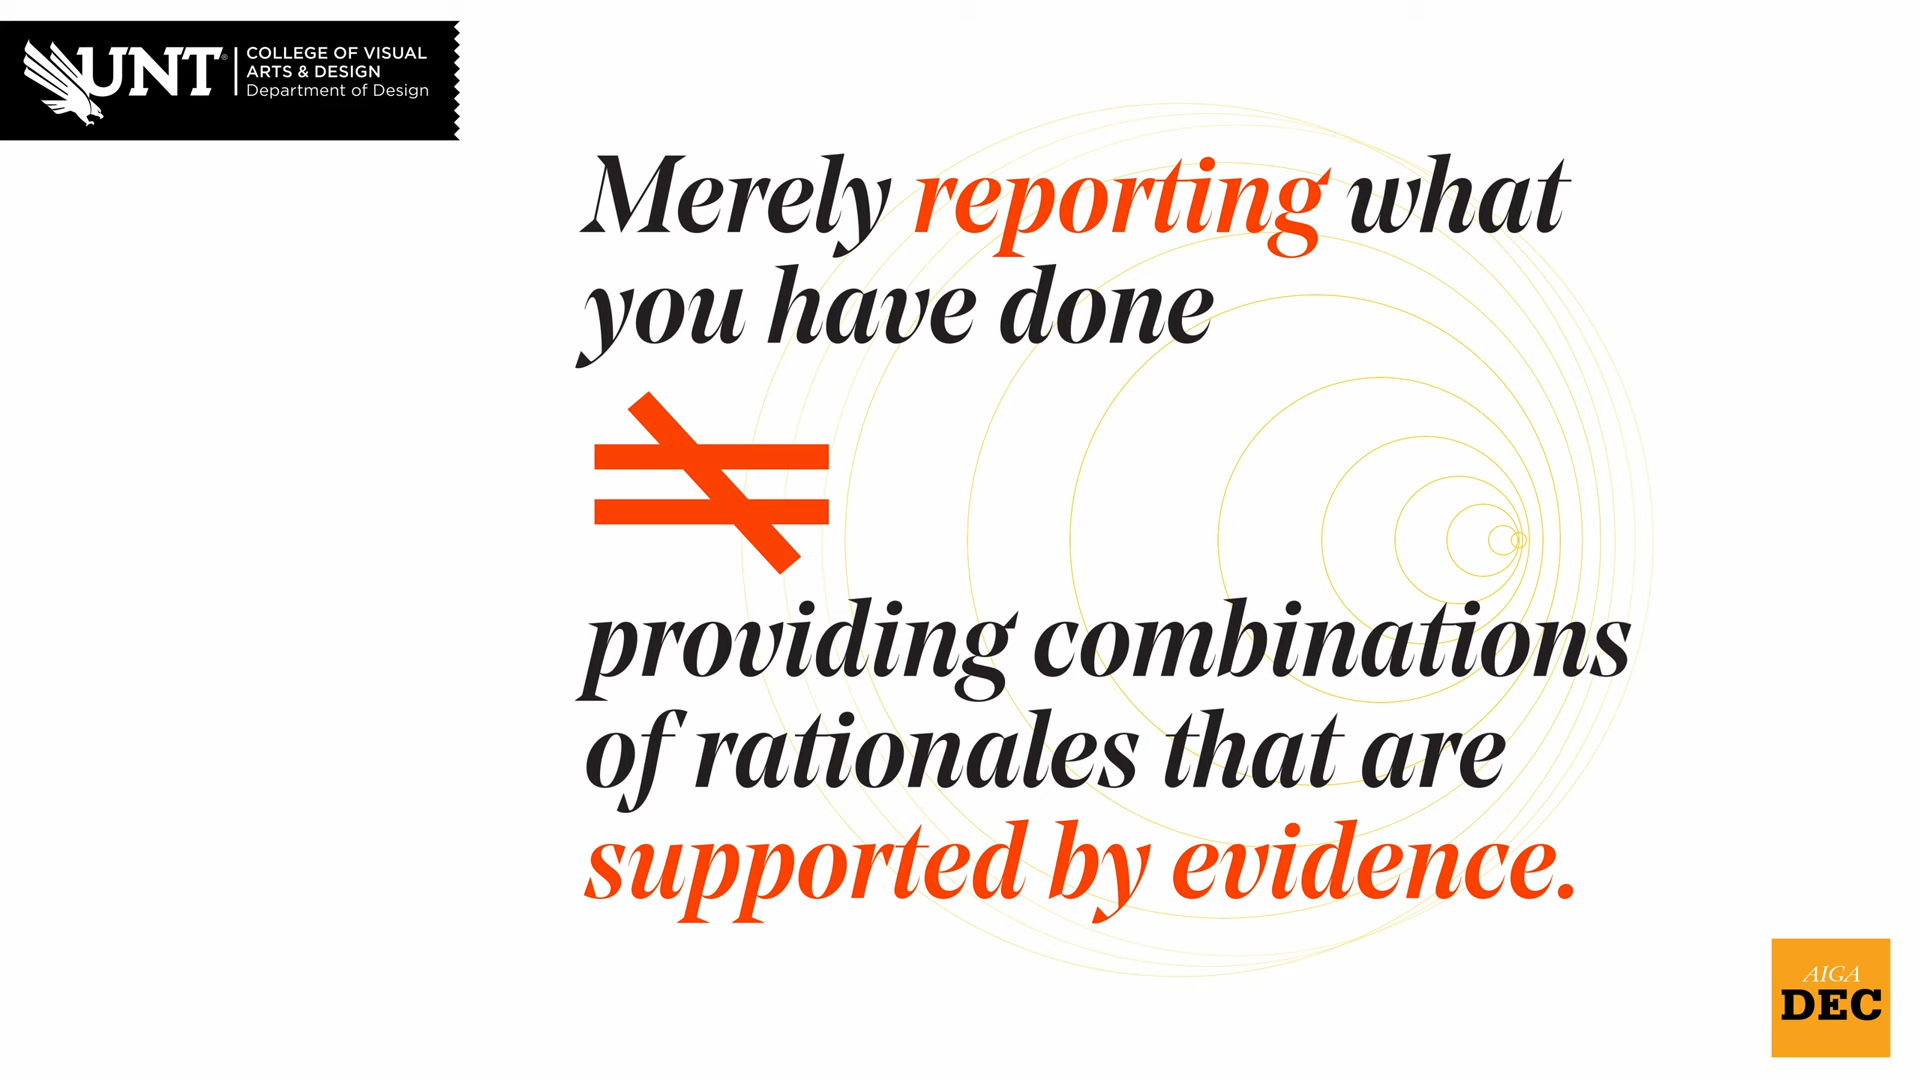 UNT® | COLLEGE OF VISUAL
ARTS & DESIGN
Department of Design
Merely reporting what
you have done
≠
providing combinations
of rationales that are
supported by evidence.
AIGA
DEC